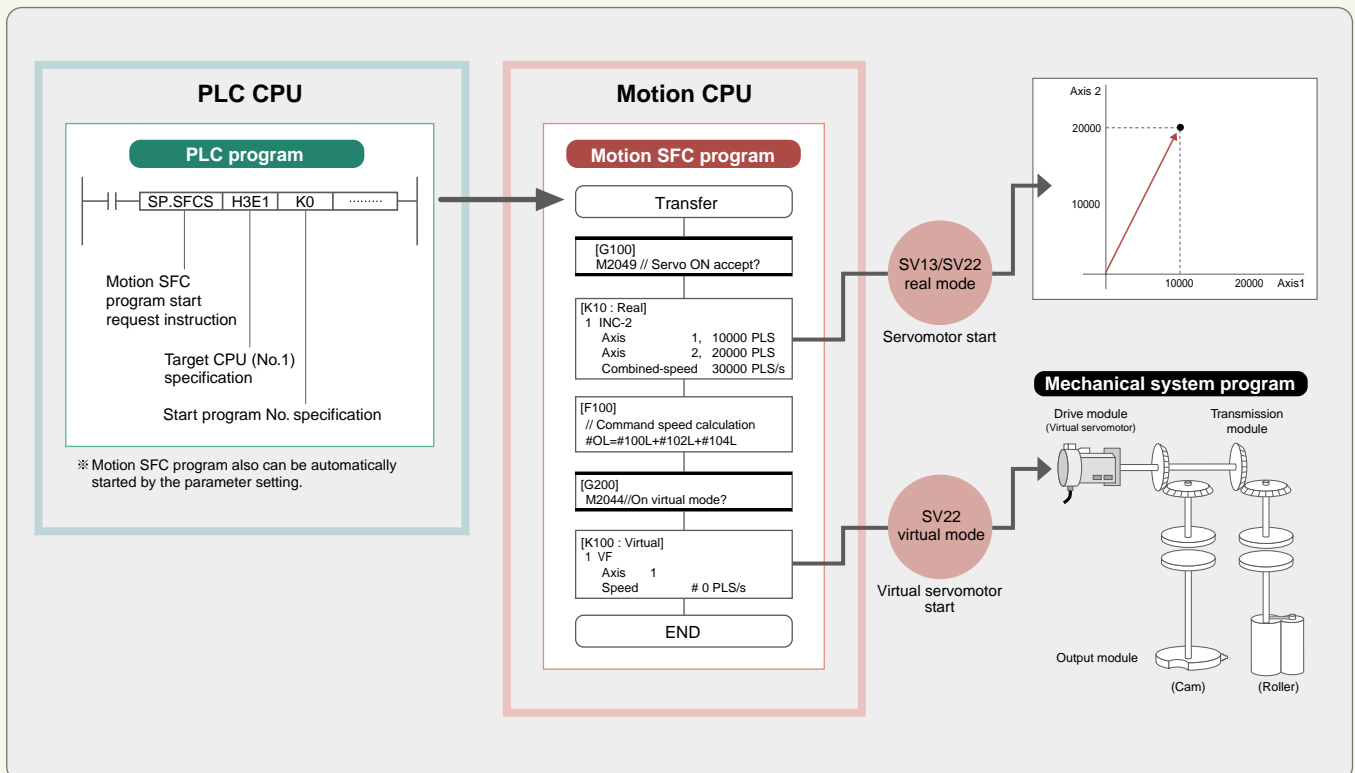 PLC CPU
PLC program
SP.SFCS H3E1 K0 ·········
Motion SFC
program start
request instruction
Target CPU (No.1)
specification
Start program No. specification
※ Motion SFC program also can be automatically
started by the parameter setting.
Motion CPU
Motion SFC program
Transfer
[G100]
M2049 // Servo ON accept?
[K10 : Real]
1 INC-2
Axis 1, 10000 PLS
Axis 2, 20000 PLS
Combined-speed 30000 PLS/s
[F100]
// Command speed calculation
#OL=#100L+#102L+#104L
[G200]
M2044//On virtual mode?
[K100 : Virtual]
1 VF
Axis 1
Speed # 0 PLS/s
END
SV13/SV22
real mode
Servomotor start
SV22
virtual mode
Virtual servomotor
start
Axis 2
20000
10000
10000 20000 Axis1
Mechanical system program
Drive module
(Virtual servomotor)
Transmission
module
Output module
(Cam)
(Roller)